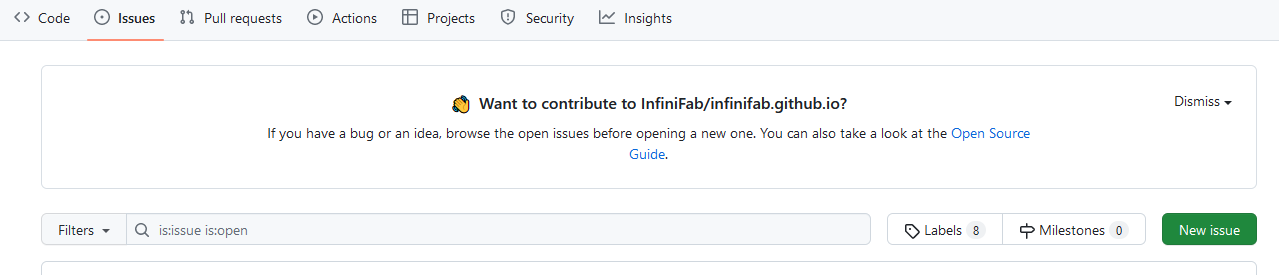 Code Issues Pull requests Actions Projects Security Insights
Want to contribute to InfiniFab/infinifab.github.io?
Dismiss
If you have a bug or an idea, browse the open issues before opening a new one. You can also take a look at the Open Source
Guide.
Filters is:issue is:open Labels 8 Milestones 0 New issue